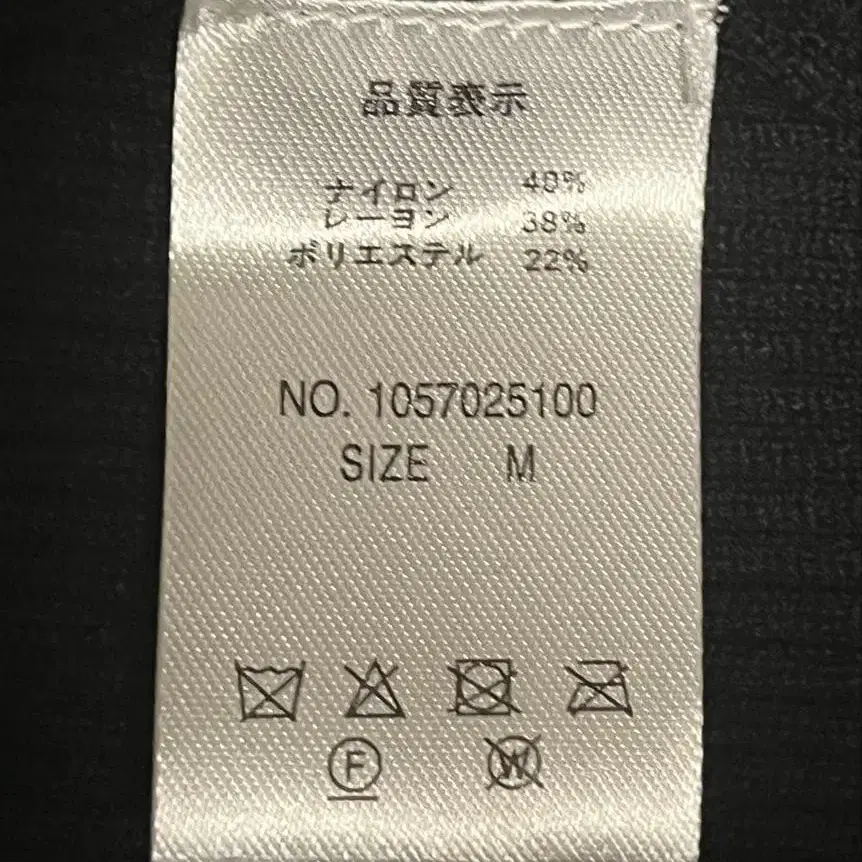 品質表示
ナイロン 40%
レーヨン 38%
ポリエステル 22%
NO. 1057025100
SIZE M
F W